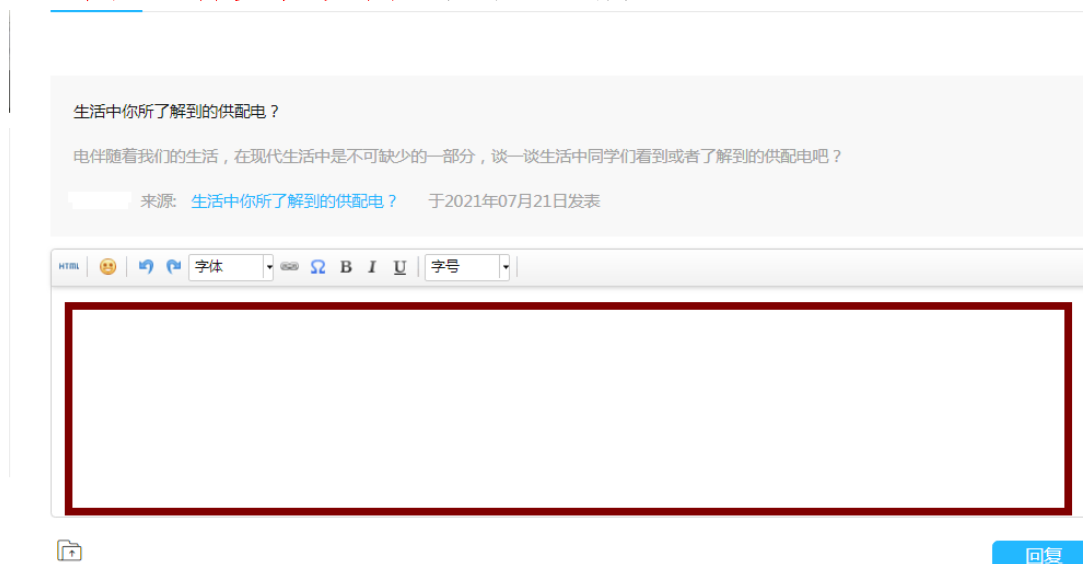 生活中你所了解到的供配电？
电伴随着我们的生活，在现代生活中是不可缺少的一部分，谈一谈生活中同学们看到或者了解到的供配电吧？
来源: 生活中你所了解到的供配电？ 于2021年07月21日发表
HTML 字体 Ω B I U 字号
回复